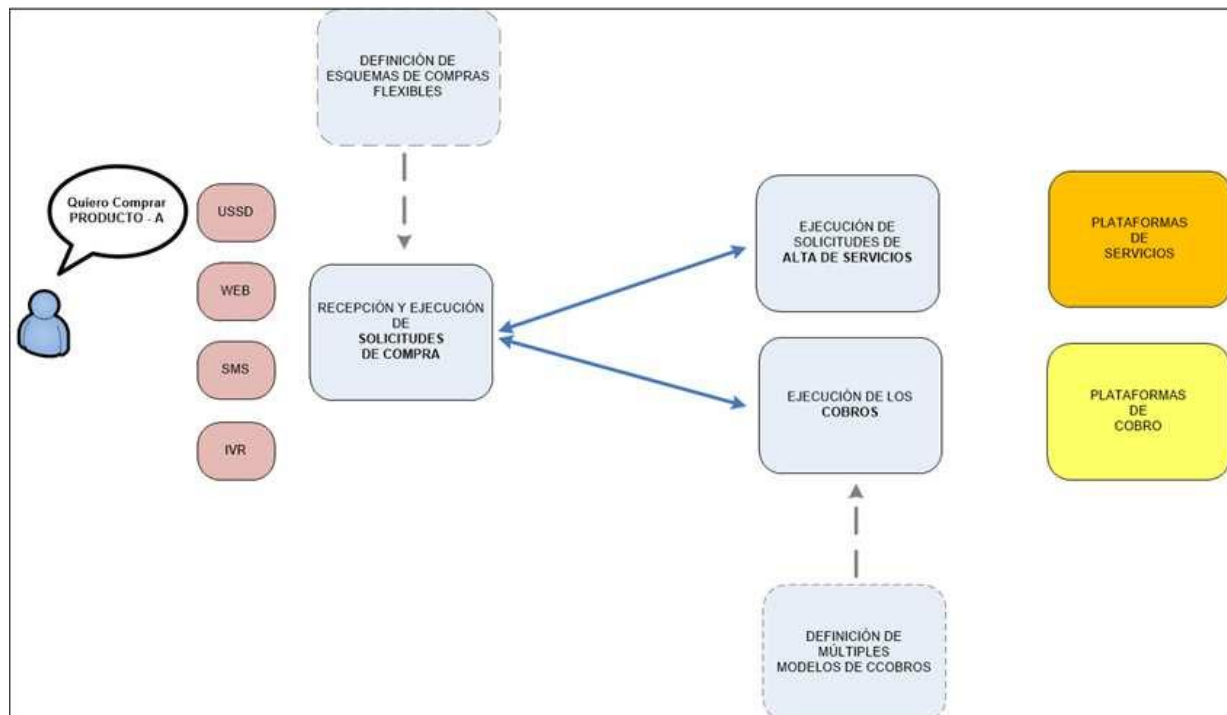 DEFINICIÓN DE
ESQUEMAS DE COMPRAS
FLEXIBLES
Quiero Comprar
PRODUCTO - A
USSD
WEB
SMS
IVR
RECEPCIÓN Y EJECUCIÓN
DE
SOLICITUDES
DE COMPRA
EJECUCIÓN DE
SOLICITUDES DE
ALTA DE SERVICIOS
PLATAFORMAS
DE
SERVICIOS
EJECUCIÓN DE LOS
COBROS
PLATAFORMAS
DE
COBRO
DEFINICIÓN DE
MÚLTIPLES
MODELOS DE CCOBROS